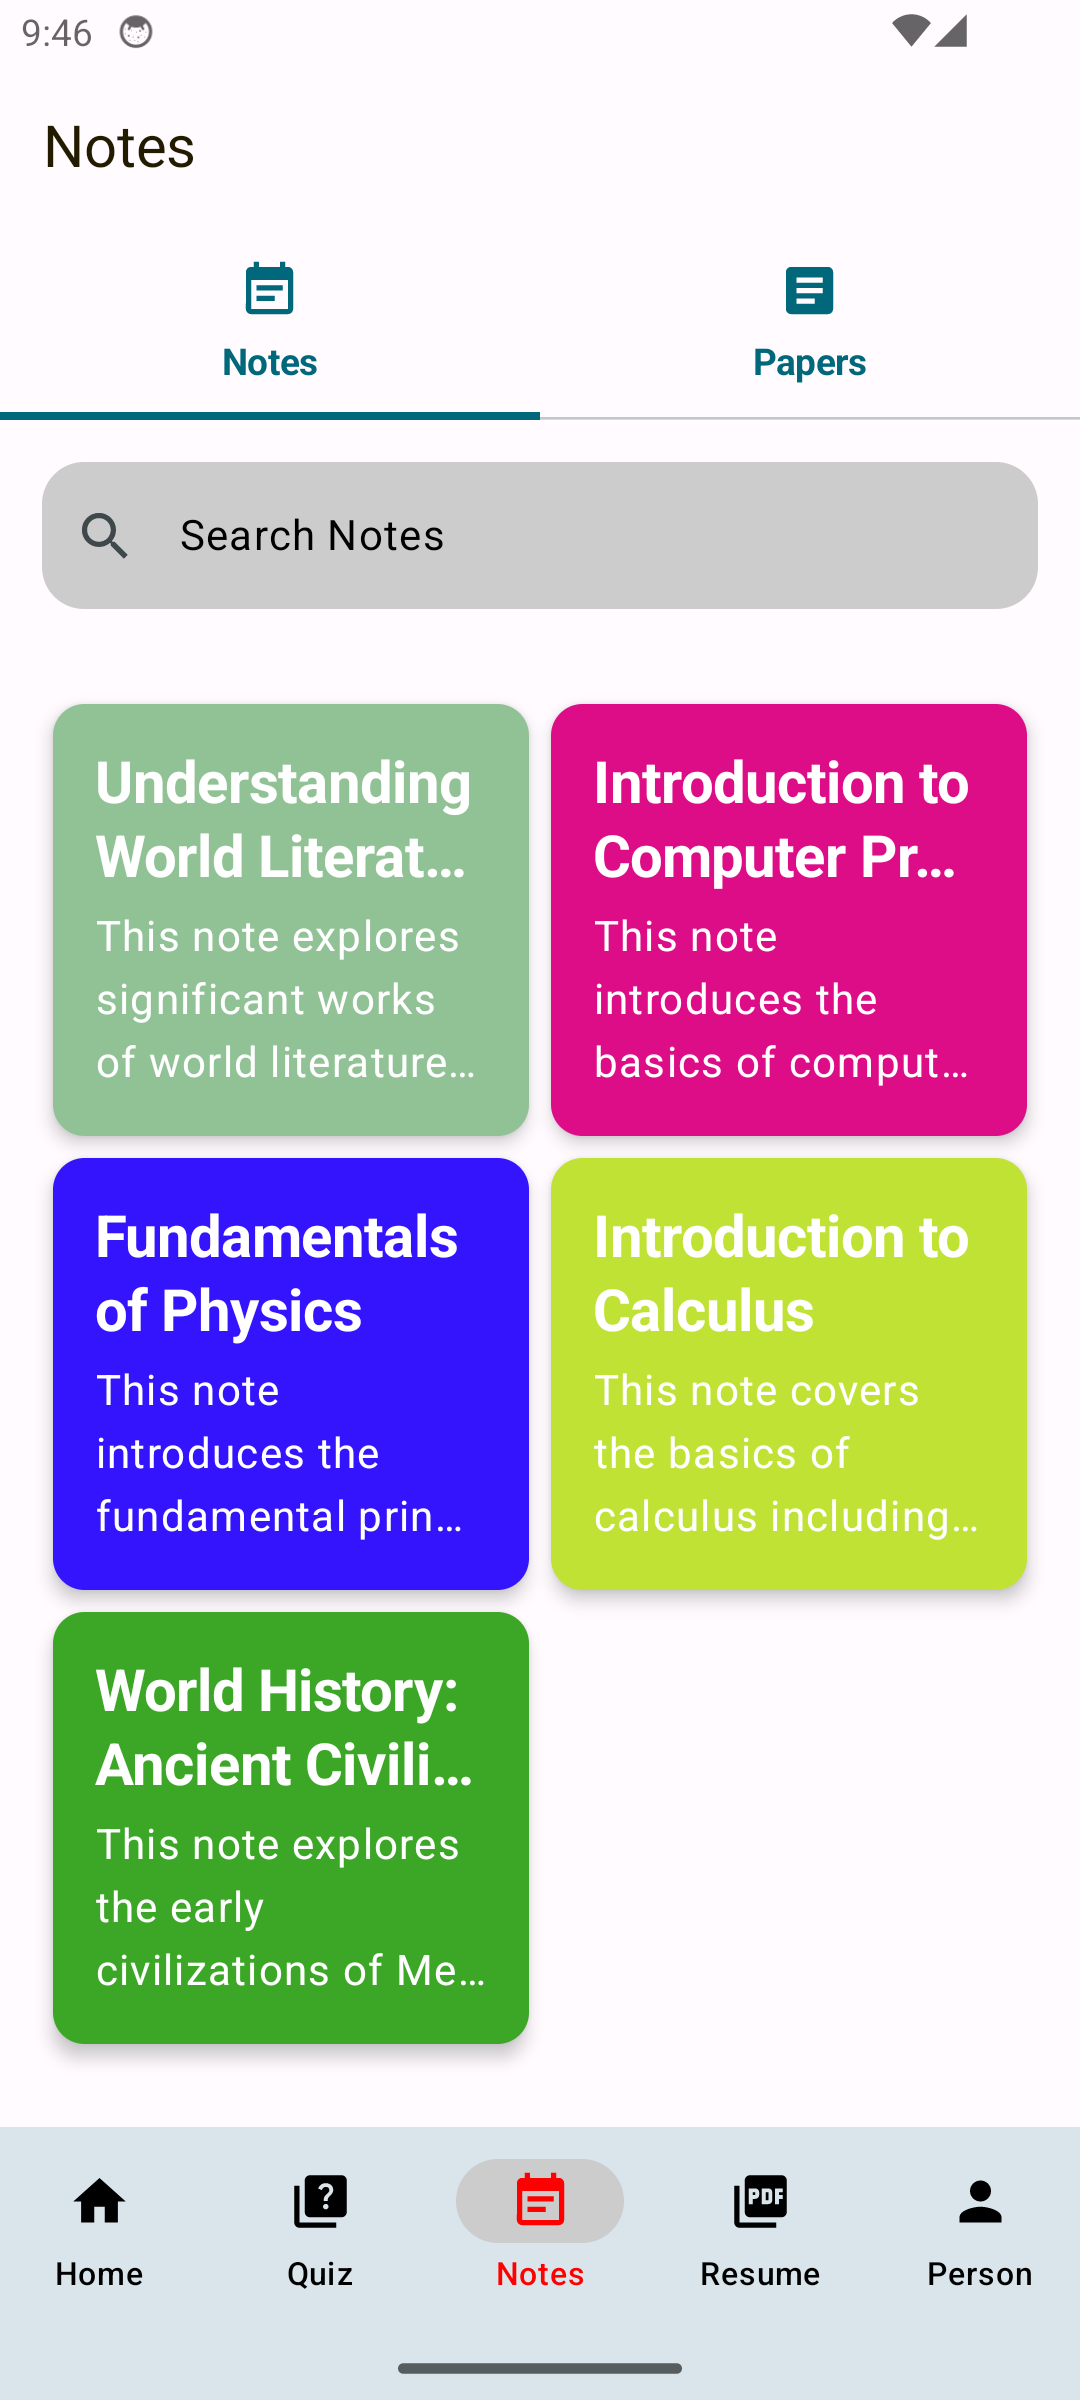 9:46
Notes
Notes
Papers
Search Notes
Understanding
World Literat...
This note explores
significant works
of world literature...
Introduction to
Computer Pr...
This note
introduces the
basics of comput...
Fundamentals
of Physics
This note
introduces the
fundamental prin...
Introduction to
Calculus
This note covers
the basics of
calculus including...
World History:
Ancient Civili...
This note explores
the early
civilizations of Me...
?
PDF
Home
Quiz
Notes
Resume
Person